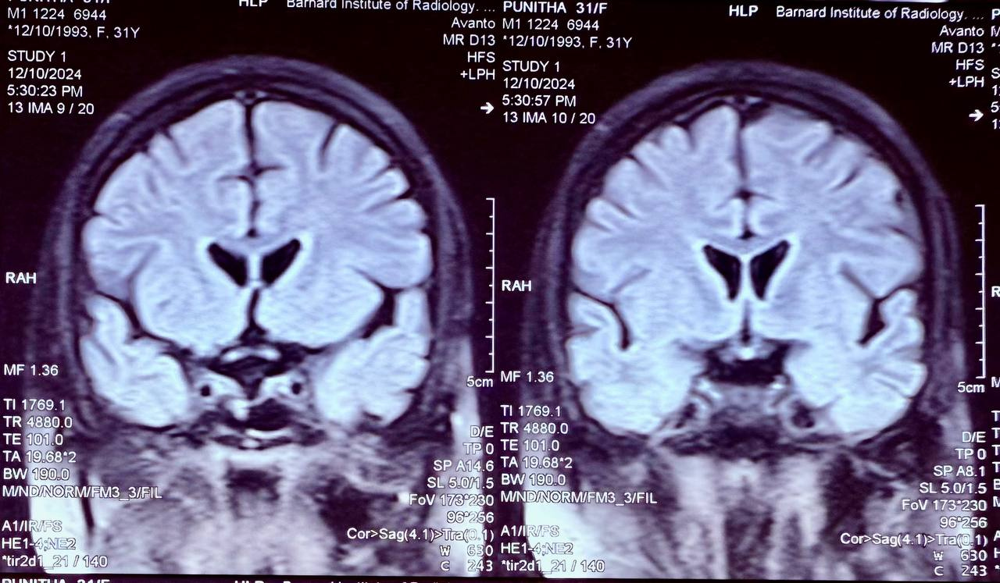 HLP Barnard Institute of Radiology. ...
M1 1224 6944
*12/10/1993, F, 31Y
STUDY 1
12/10/2024
5:30:23 PM
13 IMA 9 / 20
Avanto
MR D13
HFS
+LPH
RAH
MF 1.36
5cm
TI 1769.1
TR 4880.0
TE 101.0
TA 19.68*2
BW 190.0
M/ND/NORM/FM3_3/FIL
A1/IR/FS
HE1-4;NE2
*tir2d1_21 / 140
D/E
TP 0
SP A14.6
SL 5.0/1.5
FoV 173*230
96*256
Cor>Sag(4.1)>Tra(0.1)
W 630
C 243
PUNITHA 31/F
HLP Barnard Institute of Radiology. ...
M1 1224 6944
*12/10/1993, F, 31Y
STUDY 1
12/10/2024
5:30:57 PM
13 IMA 10 / 20
Avanto
MR D13
HFS
+LPH
RAH
MF 1.36
5cm
TI 1769.1
TR 4880.0
TE 101.0
TA 19.68*2
BW 190.0
M/ND/NORM/FM3_3/FIL
A1/IR/FS
HE1-4;NE2
*tir2d1_21 / 140
D/E
TP 0
SP A8.1
SL 5.0/1.5
FoV 173*230
96*256
Cor>Sag(4.1)>Tra(0.1)
W 630
C 243